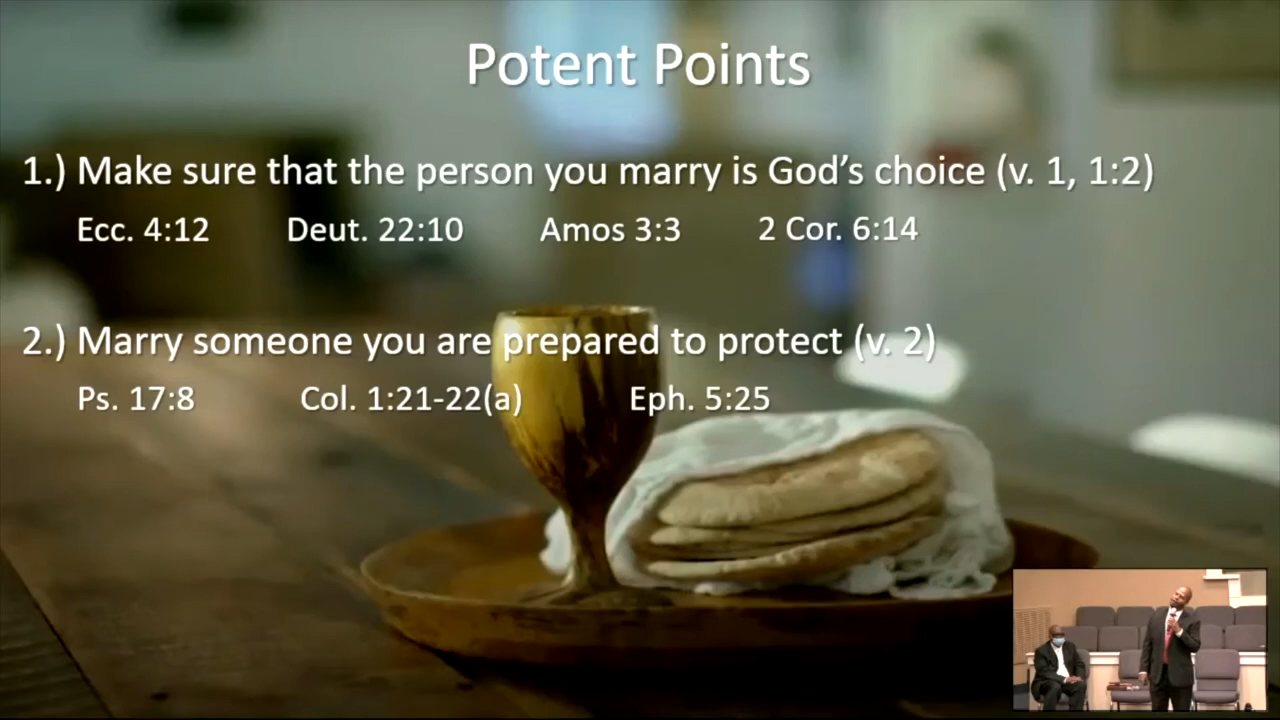 Potent Points
1.) Make sure that the person you marry is God’s choice (v. 1, 1:2)
Ecc. 4:12 Deut. 22:10 Amos 3:3 2 Cor. 6:14
2.) Marry someone you are prepared to protect (v. 2)
Ps. 17:8 Col. 1:21-22(a) Eph. 5:25